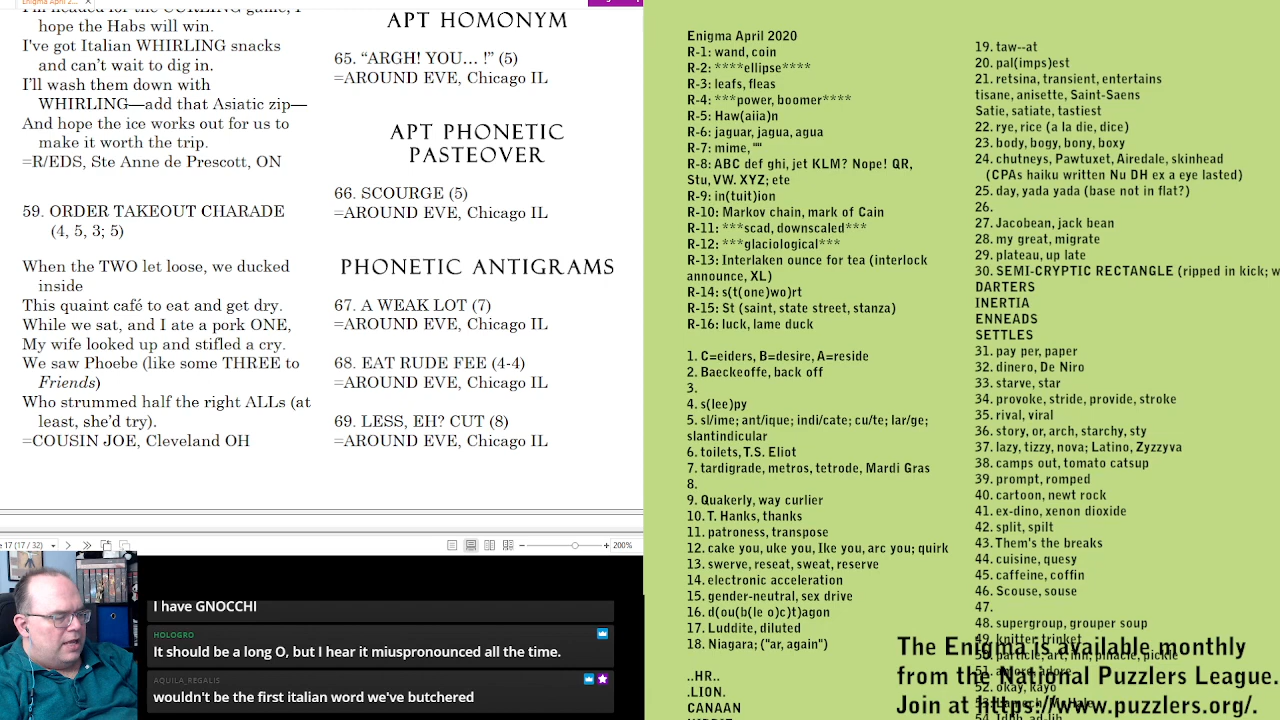 Enigma April 2...
I'm headed for the CURLING game, I
hope the Habs will win.
I've got Italian WHIRLING snacks
and can't wait to dig in.
I'll wash them down with
WHIRLING—add that Asiatic zip—
And hope the ice works out for us to
make it worth the trip.
=R/EDS, Ste Anne de Prescott, ON
59. ORDER TAKEOUT CHARADE
(4, 5, 3; 5)
When the TWO let loose, we ducked
inside
This quaint café to eat and get dry.
While we sat, and I ate a pork ONE,
My wife looked up and stifled a cry.
We saw Phoebe (like some THREE to
Friends)
Who strummed half the right ALLs (at
least, she'd try).
=COUSIN JOE, Cleveland OH
APT HOMONYM
65. “ARGH! YOU… !” (5)
=AROUND EVE, Chicago IL
APT PHONETIC
PASTEOVER
66. SCOURGE (5)
=AROUND EVE, Chicago IL
PHONETIC ANTIGRAMS
67. A WEAK LOT (7)
=AROUND EVE, Chicago IL
68. EAT RUDE FEE (4-4)
=AROUND EVE, Chicago IL
69. LESS, EH? CUT (8)
=AROUND EVE, Chicago IL
17 (17 / 32)
200%
I have GNOCCHI
HOLOGRO
It should be a long O, but I hear it miuspronounced all the time.
AQUILA_REGALIS
wouldn't be the first italian word we've butchered
Enigma April 2020
R-1: wand, coin
R-2: ****ellipse****
R-3: leafs, fleas
R-4: ***power, boomer****
R-5: Haw(aiia)n
R-6: jaguar, jagua, agua
R-7: mime, ""
R-8: ABC def ghi, jet KLM? Nope! QR,
Stu, VW. XYZ; ete
R-9: in(tuit)ion
R-10: Markov chain, mark of Cain
R-11: ***scad, downscaled***
R-12: ***glaciological***
R-13: Interlaken ounce for tea (interlock
announce, XL)
R-14: s(t(one)wo)rt
R-15: St (saint, state street, stanza)
R-16: luck, lame duck
1. C=eiders, B=desire, A=reside
2. Baeckeoffe, back off
3.
4. s(lee)py
5. sl/ime; ant/ique; indi/cate; cu/te; lar/ge;
slantindicular
6. toilets, T.S. Eliot
7. tardigrade, metros, tetrode, Mardi Gras
8.
9. Quakerly, way curlier
10. T. Hanks, thanks
11. patroness, transpose
12. cake you, uke you, Ike you, arc you; quirk
13. swerve, reseat, sweat, reserve
14. electronic acceleration
15. gender-neutral, sex drive
16. d(ou(b(le o)c)t)agon
17. Luddite, diluted
18. Niagara; ("ar, again")
..HR..
.LION.
CANAAN
19. taw--at
20. pal(imps)est
21. retsina, transient, entertains
tisane, anisette, Saint-Saens
Satie, satiate, tastiest
22. rye, rice (a la die, dice)
23. body, bogy, bony, boxy
24. chutneys, Pawtuxet, Airedale, skinhead
(CPAs haiku written Nu DH ex a eye lasted)
25. day, yada yada (base not in flat?)
26.
27. Jacobean, jack bean
28. my great, migrate
29. plateau, up late
30. SEMI-CRYPTIC RECTANGLE (ripped in kick; w
DARTERS
INERTIA
ENNEADS
SETTLES
31. pay per, paper
32. dinero, De Niro
33. starve, star
34. provoke, stride, provide, stroke
35. rival, viral
36. story, or, arch, starchy, sty
37. lazy, tizzy, nova; Latino, Zyzzyva
38. camps out, tomato catsup
39. prompt, romped
40. cartoon, newt rock
41. ex-dino, xenon dioxide
42. split, spilt
43. Them's the breaks
44. cuisine, quesy
45. caffeine, coffin
46. Scouse, souse
47.
48. supergroup, grouper soup
49. knitter, trinket
50. particle, art, inn, pinacle, pickle
51. amore, adore
52. okay, kayo
The Enigma is available monthly
from the National Puzzlers League.
Join at https://www.puzzlers.org/.